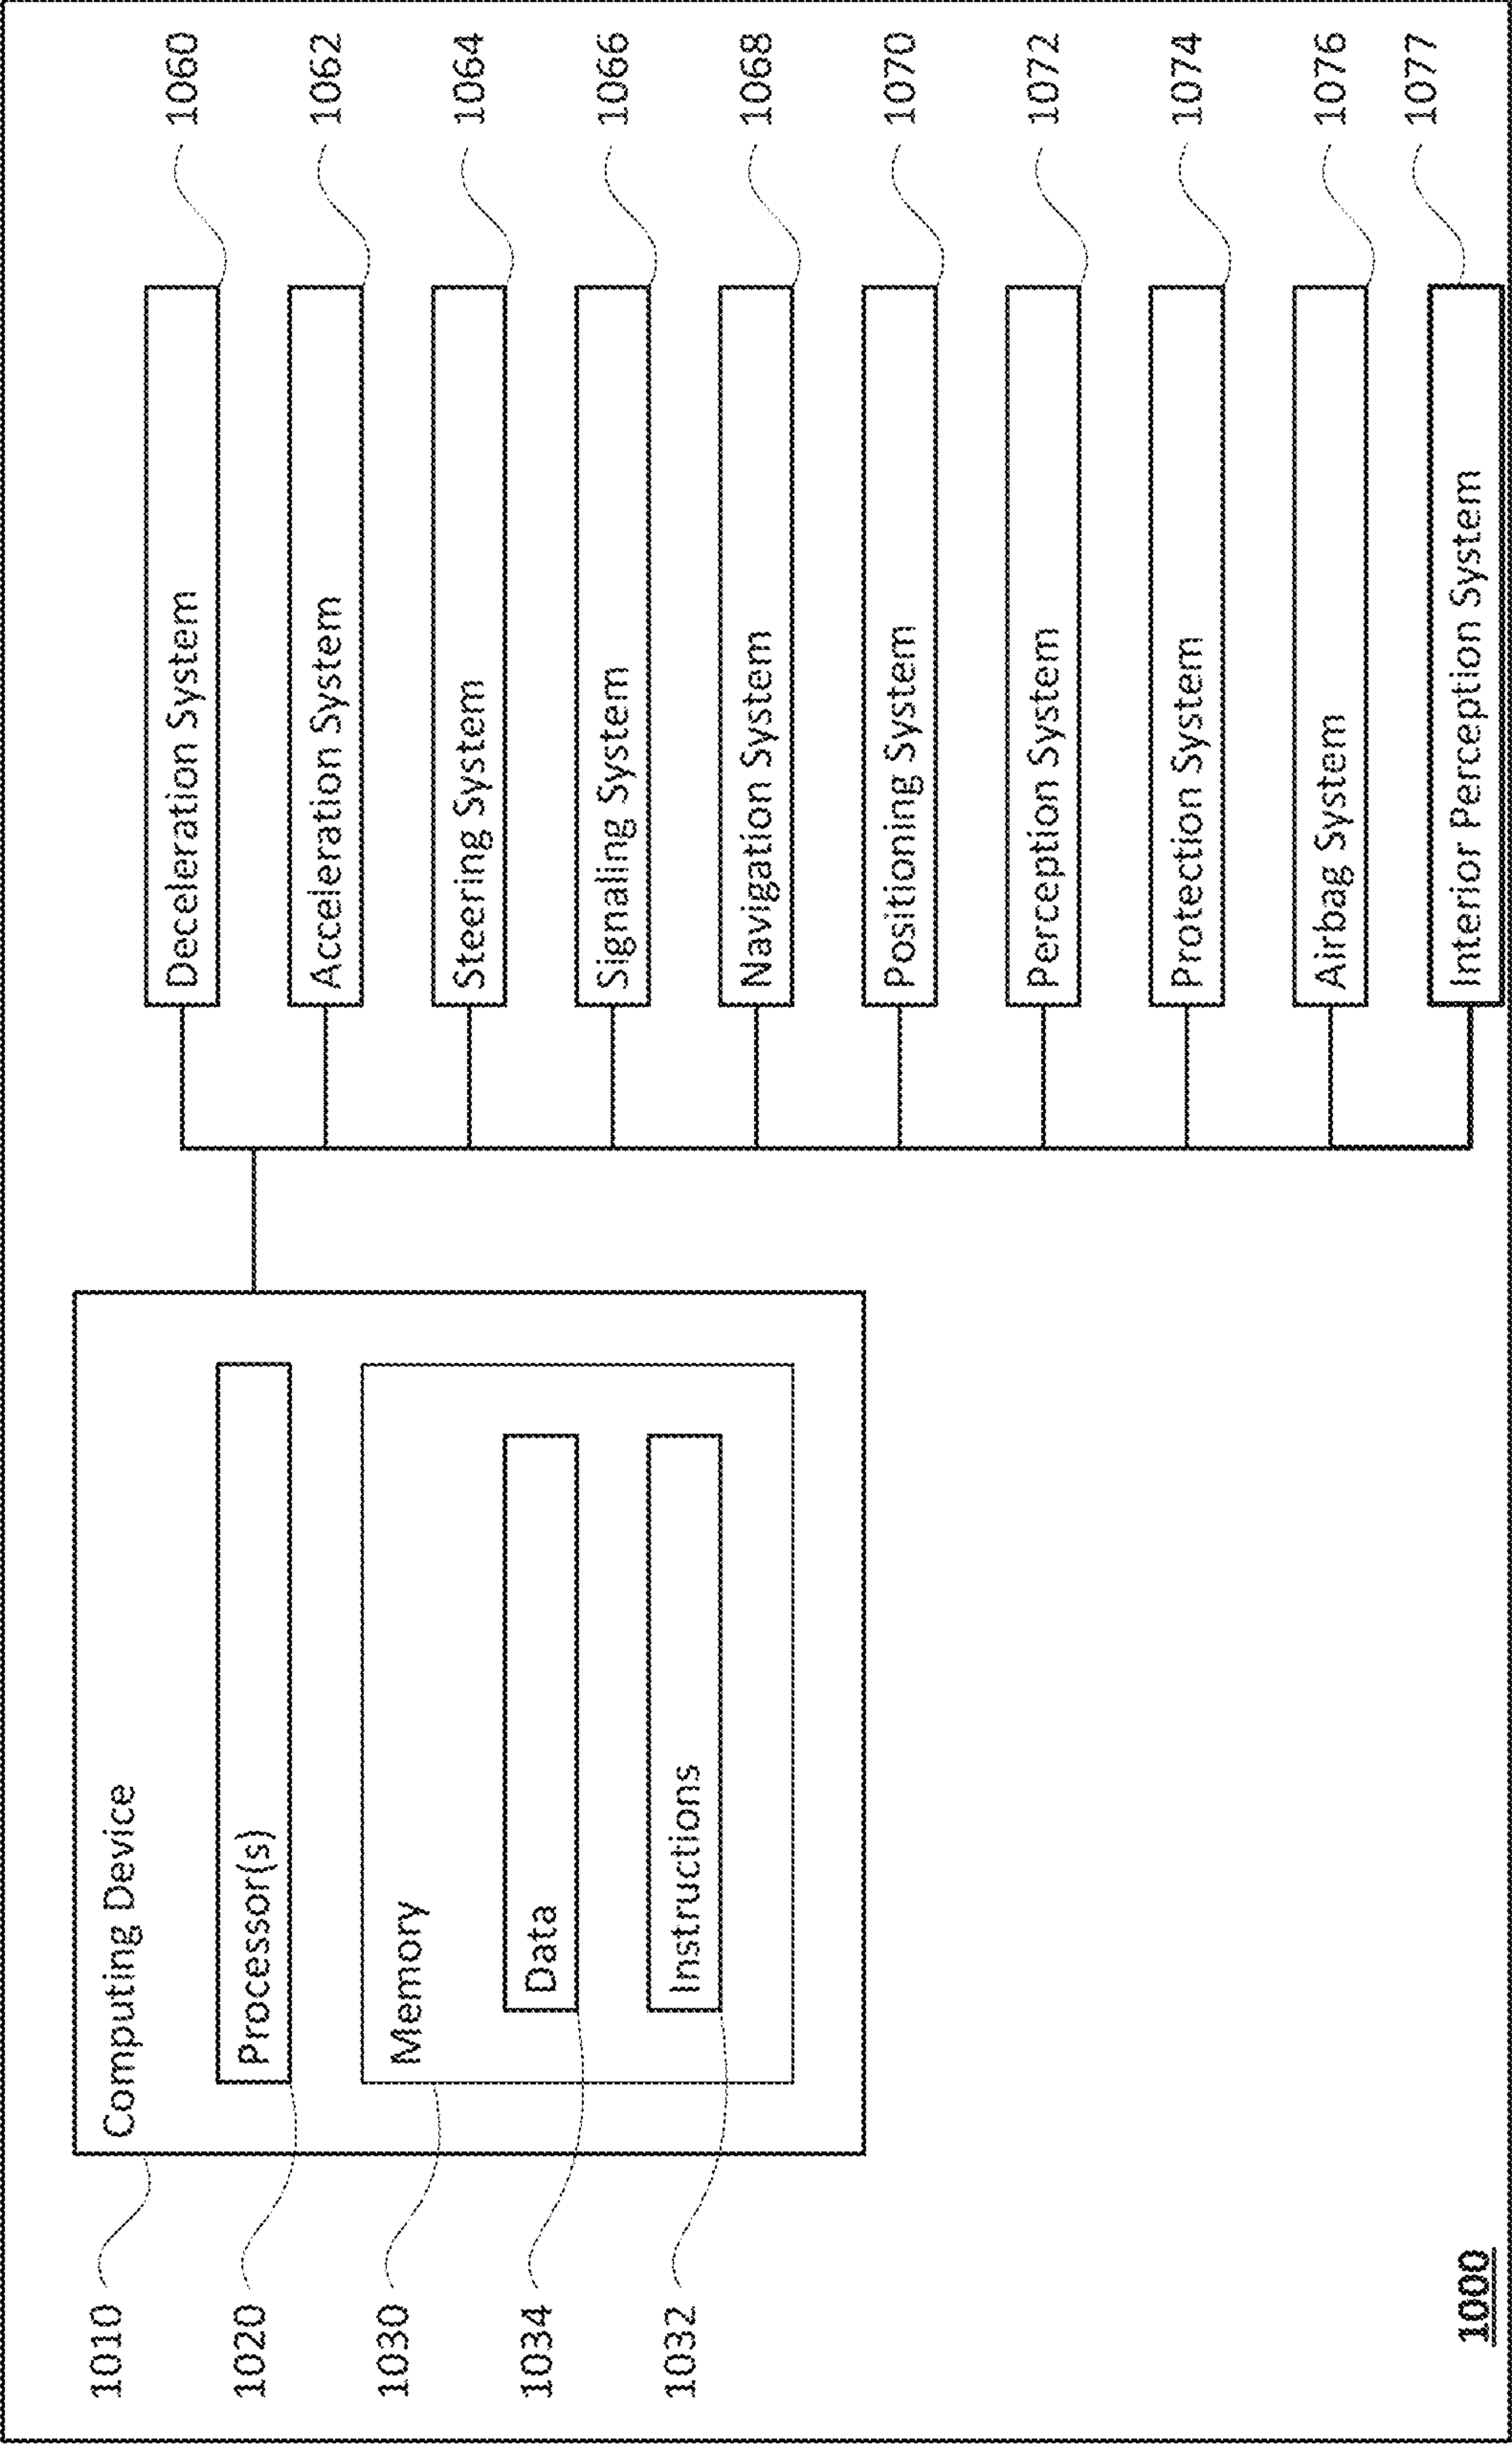 1010
Computing Device
1020
Processor(s)
1030
Memory
1034
Data
1032
Instructions
Deceleration System
1060
Acceleration System
1062
Steering System
1064
Signaling System
1066
Navigation System
1068
Positioning System
1070
Perception System
1072
Protection System
1074
Airbag System
1076
Interior Perception System
1077
1000